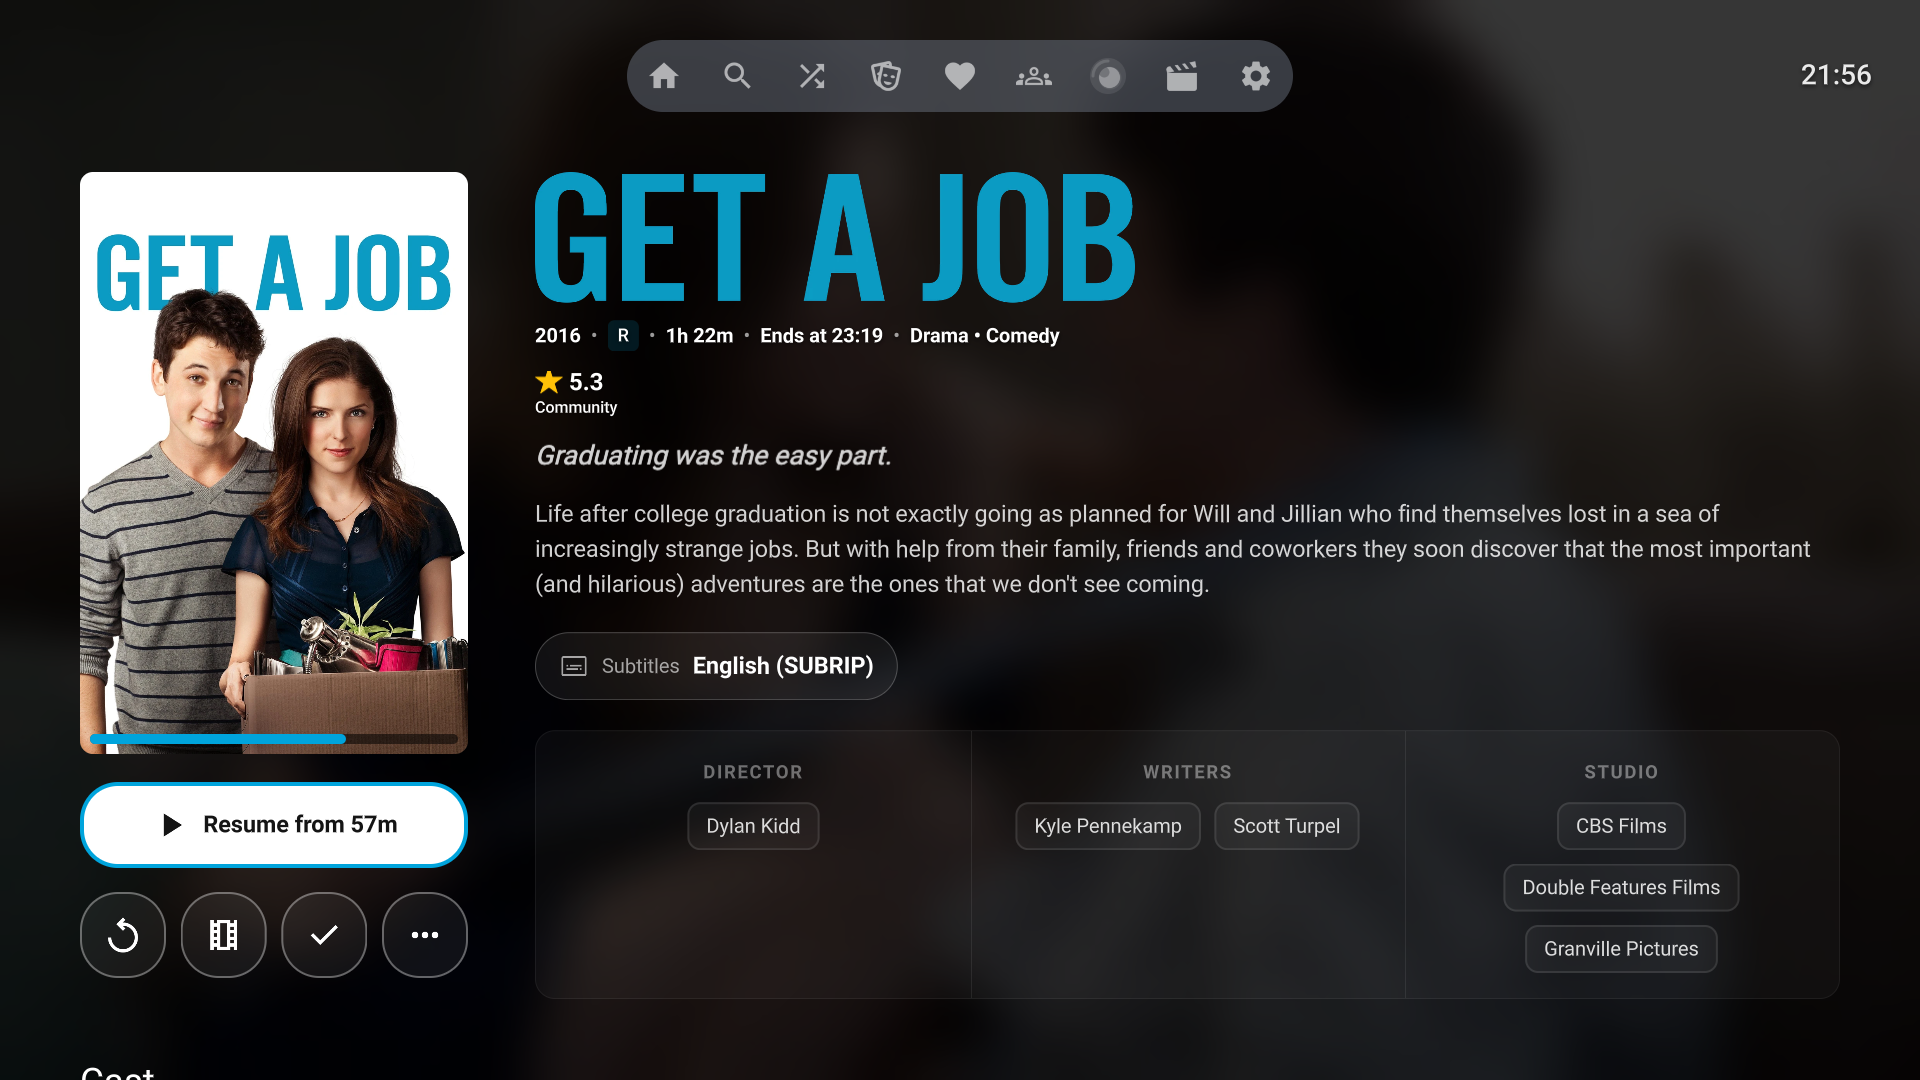 21:56
GET A JOB
GET A JOB
2016 • R • 1h 22m • Ends at 23:19 • Drama • Comedy
5.3
Community
Graduating was the easy part.
Life after college graduation is not exactly going as planned for Will and Jillian who find themselves lost in a sea of
increasingly strange jobs. But with help from their family, friends and coworkers they soon discover that the most important
(and hilarious) adventures are the ones that we don't see coming.
Subtitles English (SUBRIP)
Resume from 57m
DIRECTOR
Dylan Kidd
WRITERS
Kyle Pennekamp Scott Turpel
STUDIO
CBS Films
Double Features Films
Granville Pictures
Cast